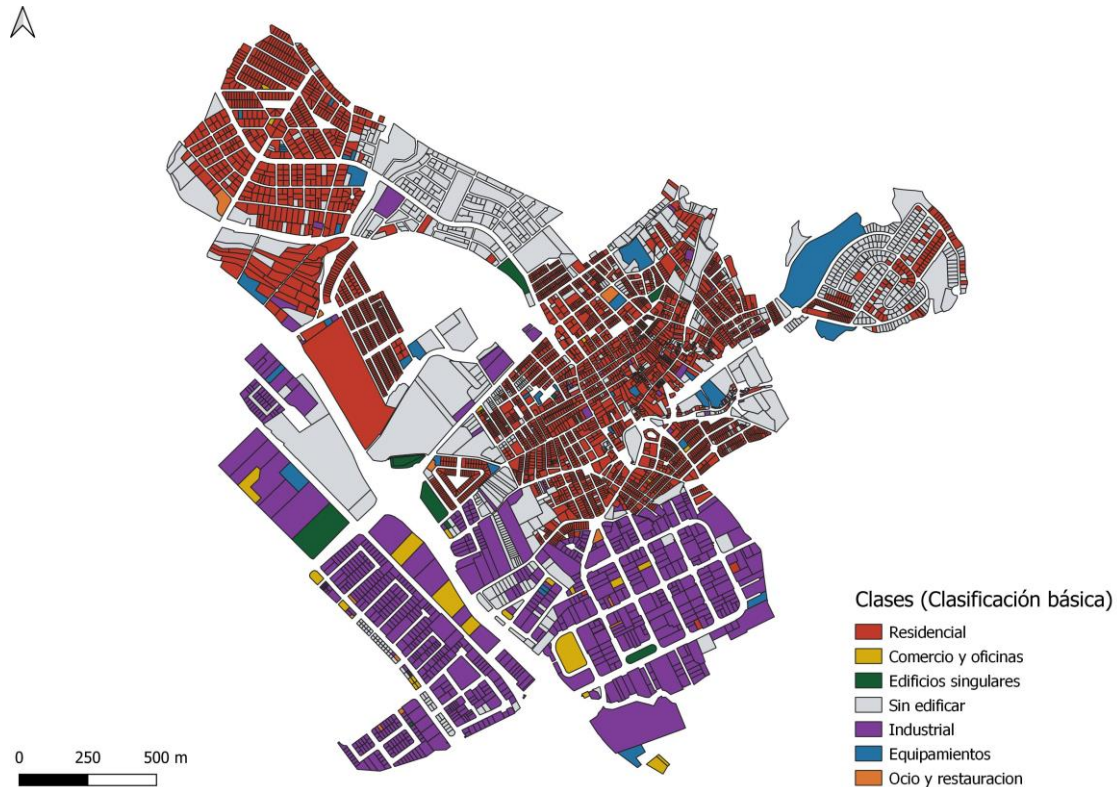 Clases (Clasificación básica)
Residencial
Comercio y oficinas
Edificios singulares
Sin edificar
Industrial
Equipamientos
Ocio y restauracion
0 250 500 m